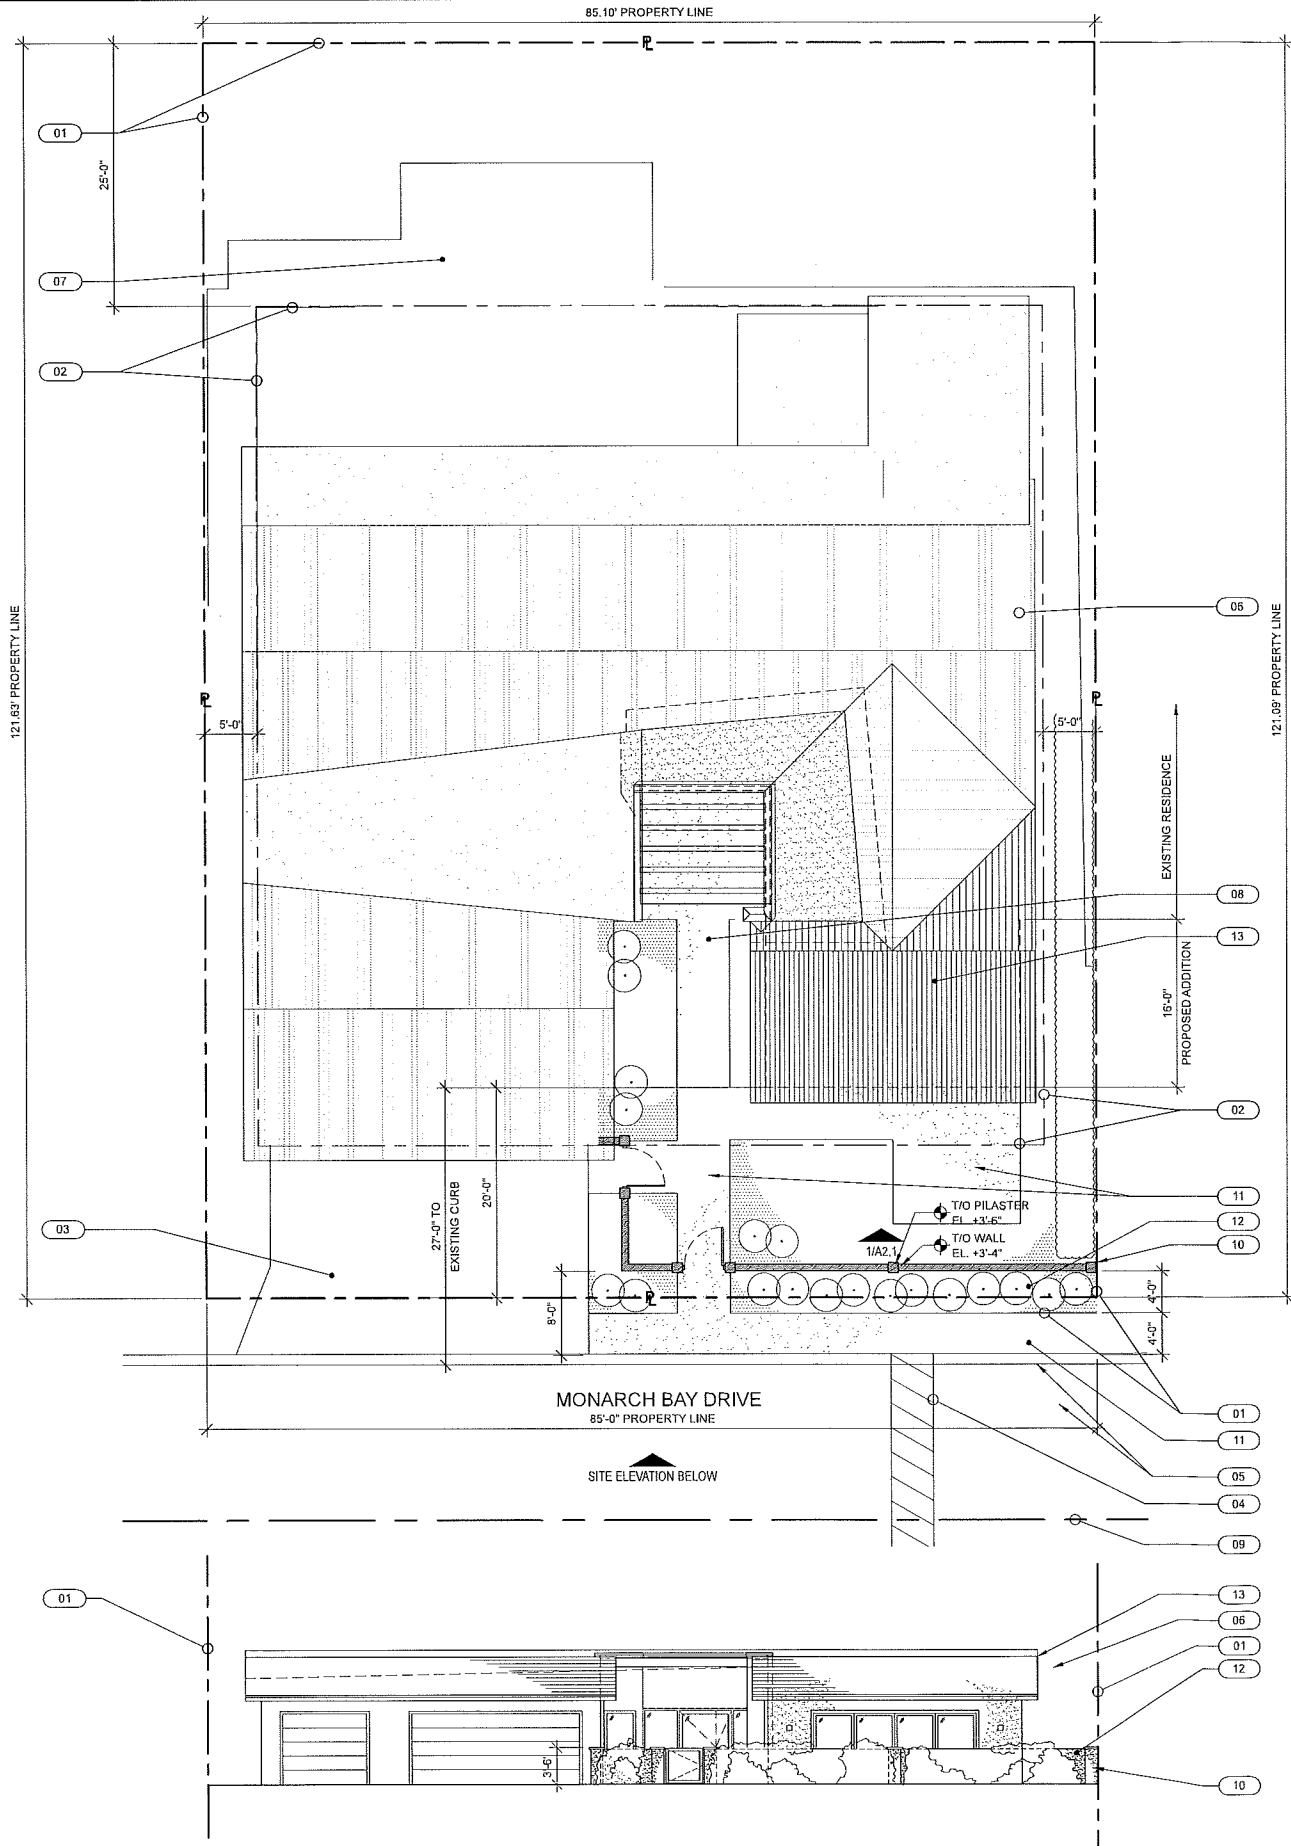 85.10' PROPERTY LINE
PL
01
25'-0"
07
02
121.63' PROPERTY LINE
121.09' PROPERTY LINE
06
PL
PL
5'-0"
5'-0"
EXISTING RESIDENCE
08
13
16'-0"
PROPOSED ADDITION
02
27'-0" TO
EXISTING CURB
20'-0"
11
T/O PILASTER
EL. +3'-6"
12
03
1/A2.1
T/O WALL
EL. +3'-4"
10
8'-0"
PL
4'-0"
4'-0"
MONARCH BAY DRIVE
85'-0" PROPERTY LINE
01
11
SITE ELEVATION BELOW
05
04
09
01
13
06
01
12
3'-6"
10